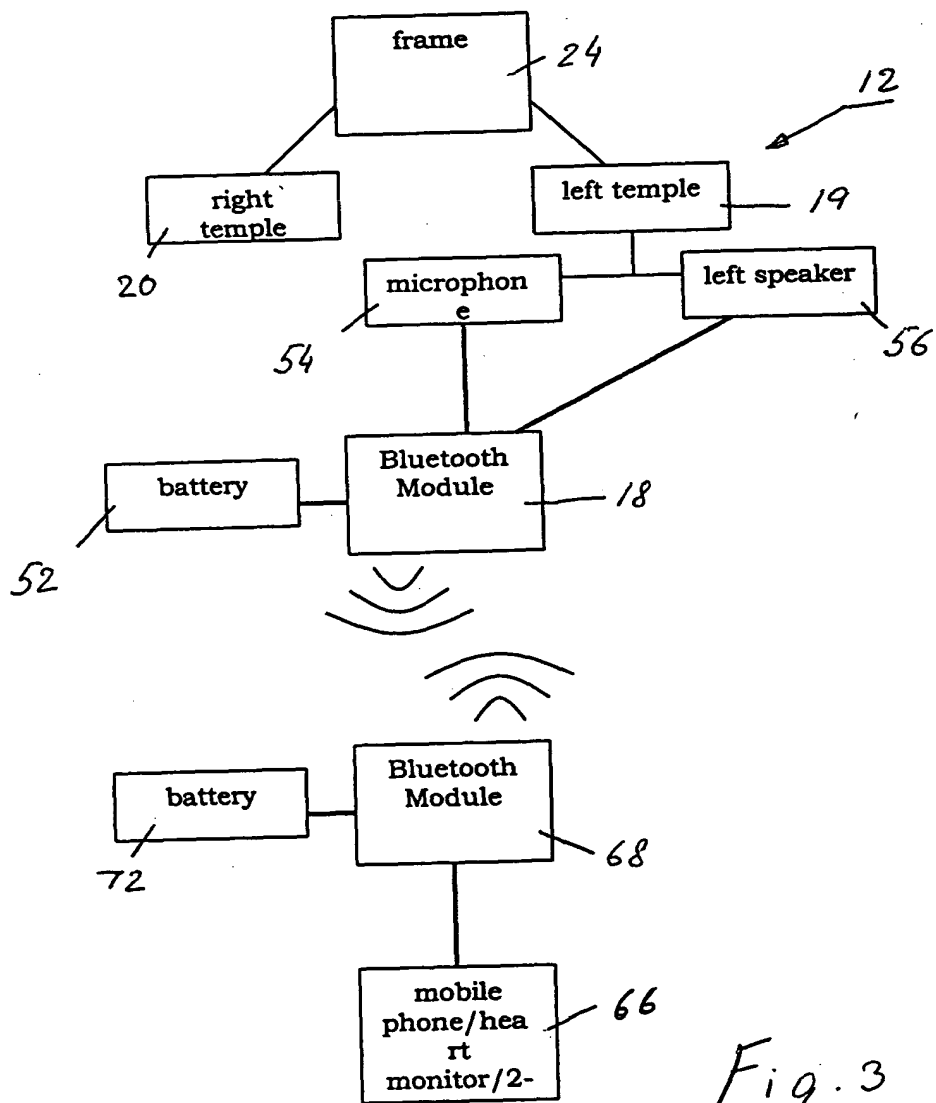 frame
24
12
right
temple
20
left temple
19
microphon
e
54
left speaker
56
battery
52
Bluetooth
Module
18
battery
72
Bluetooth
Module
68
mobile
phone/hea
rt
monitor/2-
66
Fig. 3